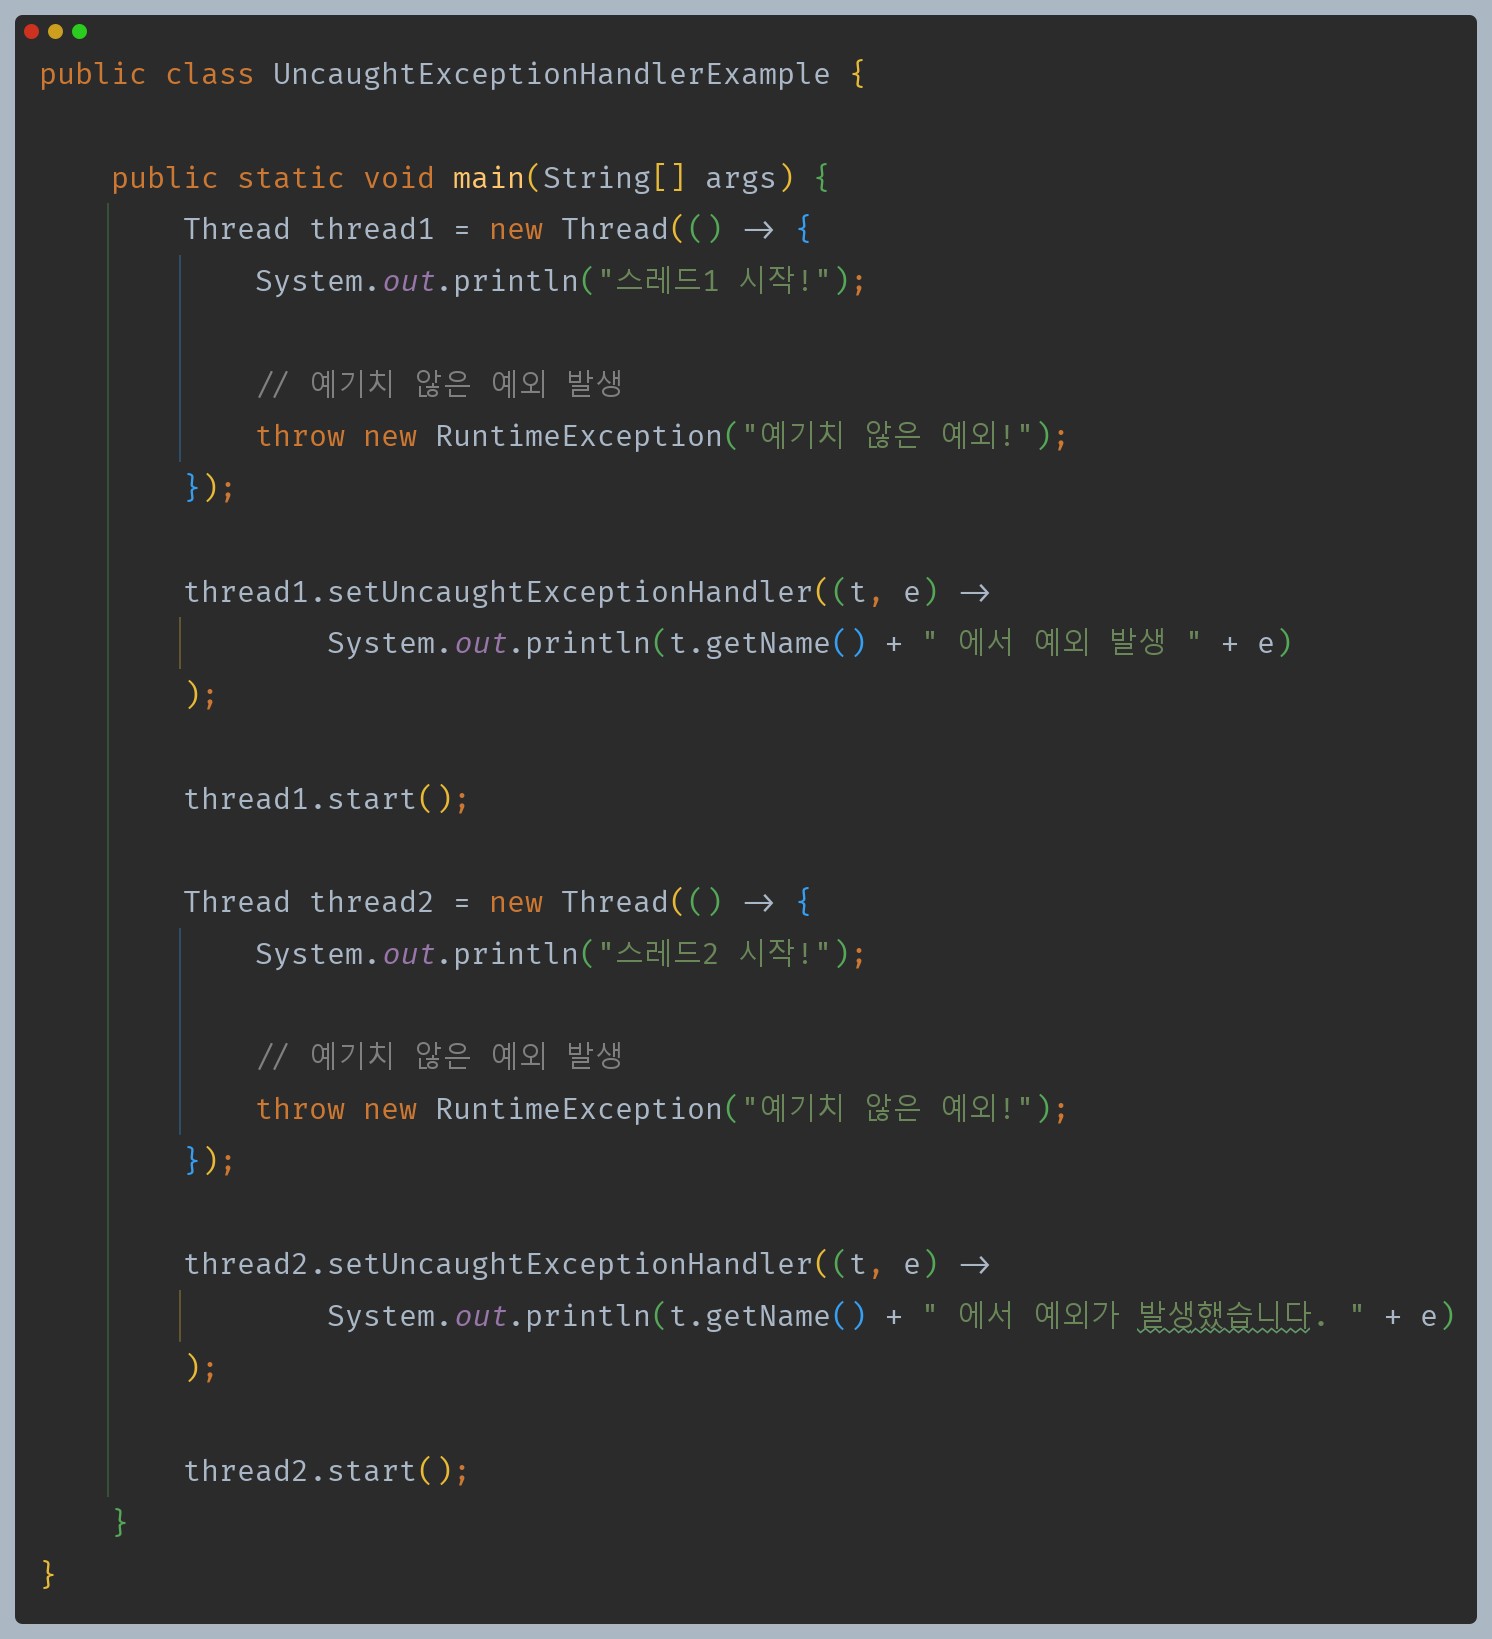 public class UncaughtExceptionHandlerExample {
public static void main(String[] args) {
Thread thread1 = new Thread(() -> {
System.out.println("스레드1 시작!");
// 예기치 않은 예외 발생
throw new RuntimeException("예기치 않은 예외!");
});
thread1.setUncaughtExceptionHandler((t, e) ->
System.out.println(t.getName() + " 에서 예외 발생 " + e)
);
thread1.start();
Thread thread2 = new Thread(() -> {
System.out.println("스레드2 시작!");
// 예기치 않은 예외 발생
throw new RuntimeException("예기치 않은 예외!");
});
thread2.setUncaughtExceptionHandler((t, e) ->
System.out.println(t.getName() + " 에서 예외가 발생했습니다. " + e)
);
thread2.start();
}
}